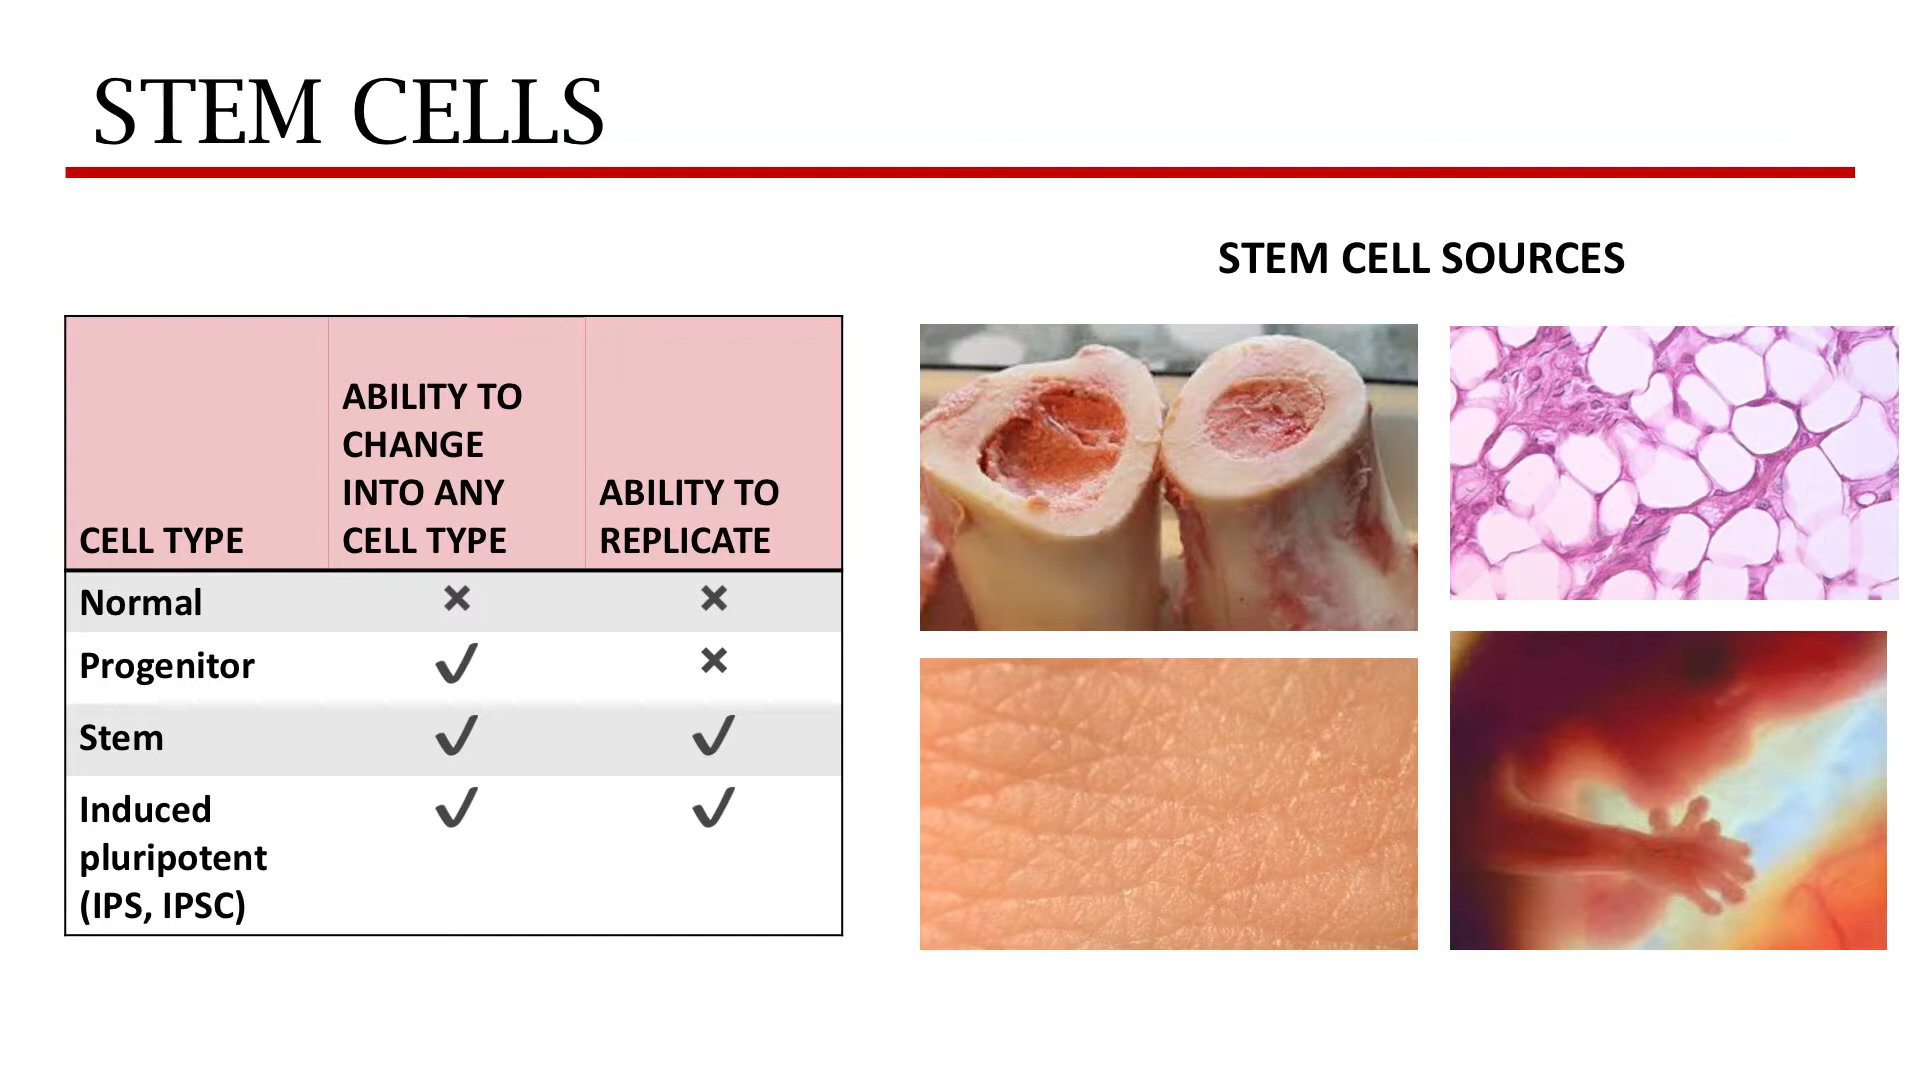 STEM CELLS
STEM CELL SOURCES
CELL TYPE
ABILITY TO
CHANGE
INTO ANY
CELL TYPE
ABILITY TO
REPLICATE
Normal ✖ ✖
Progenitor ✔ ✖
Stem ✔ ✔
Induced ✔ ✔
pluripotent
(IPS, IPSC)